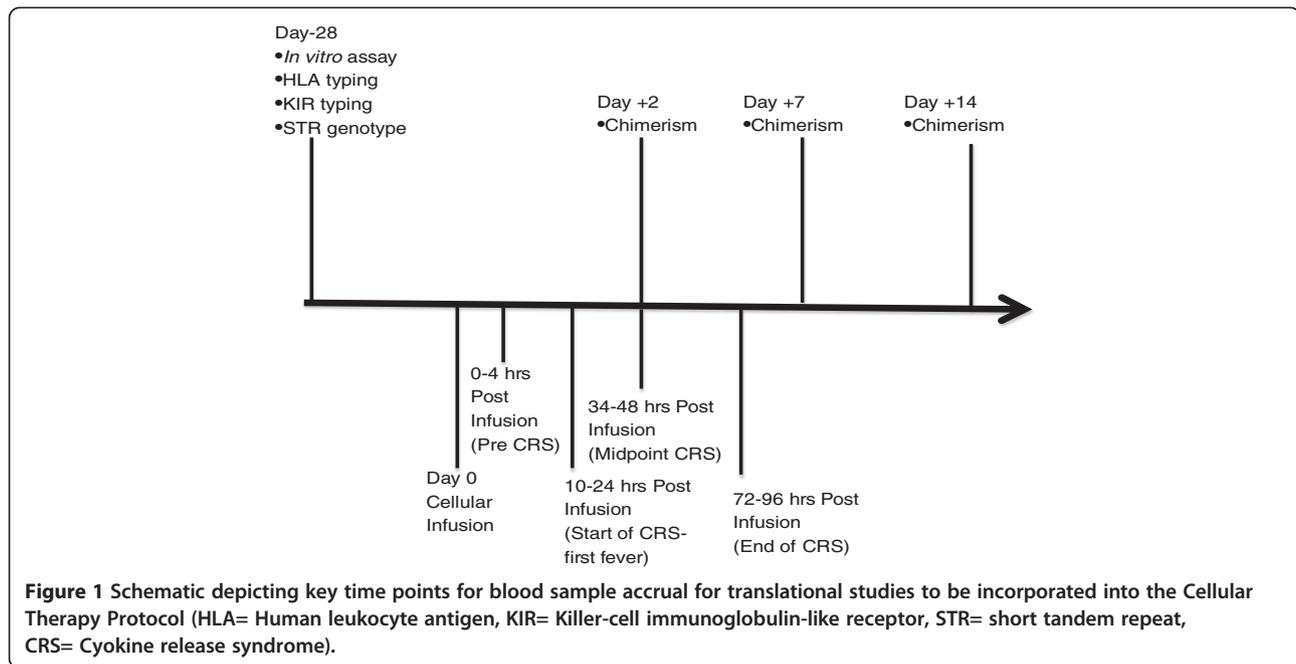 Day-28
•In vitro assay
•HLA typing
•KIR typing
•STR genotype
Day +2
•Chimerism
Day +7
•Chimerism
Day +14
•Chimerism
Day 0
Cellular
Infusion
0-4 hrs
Post
Infusion
(Pre CRS)
10-24 hrs Post
Infusion
(Start of CRS-
first fever)
34-48 hrs Post
Infusion
(Midpoint CRS)
72-96 hrs Post
Infusion
(End of CRS)
Figure 1 Schematic depicting key time points for blood sample accrual for translational studies to be incorporated into the Cellular
Therapy Protocol (HLA= Human leukocyte antigen, KIR= Killer-cell immunoglobulin-like receptor, STR= short tandem repeat,
CRS= Cyokine release syndrome).